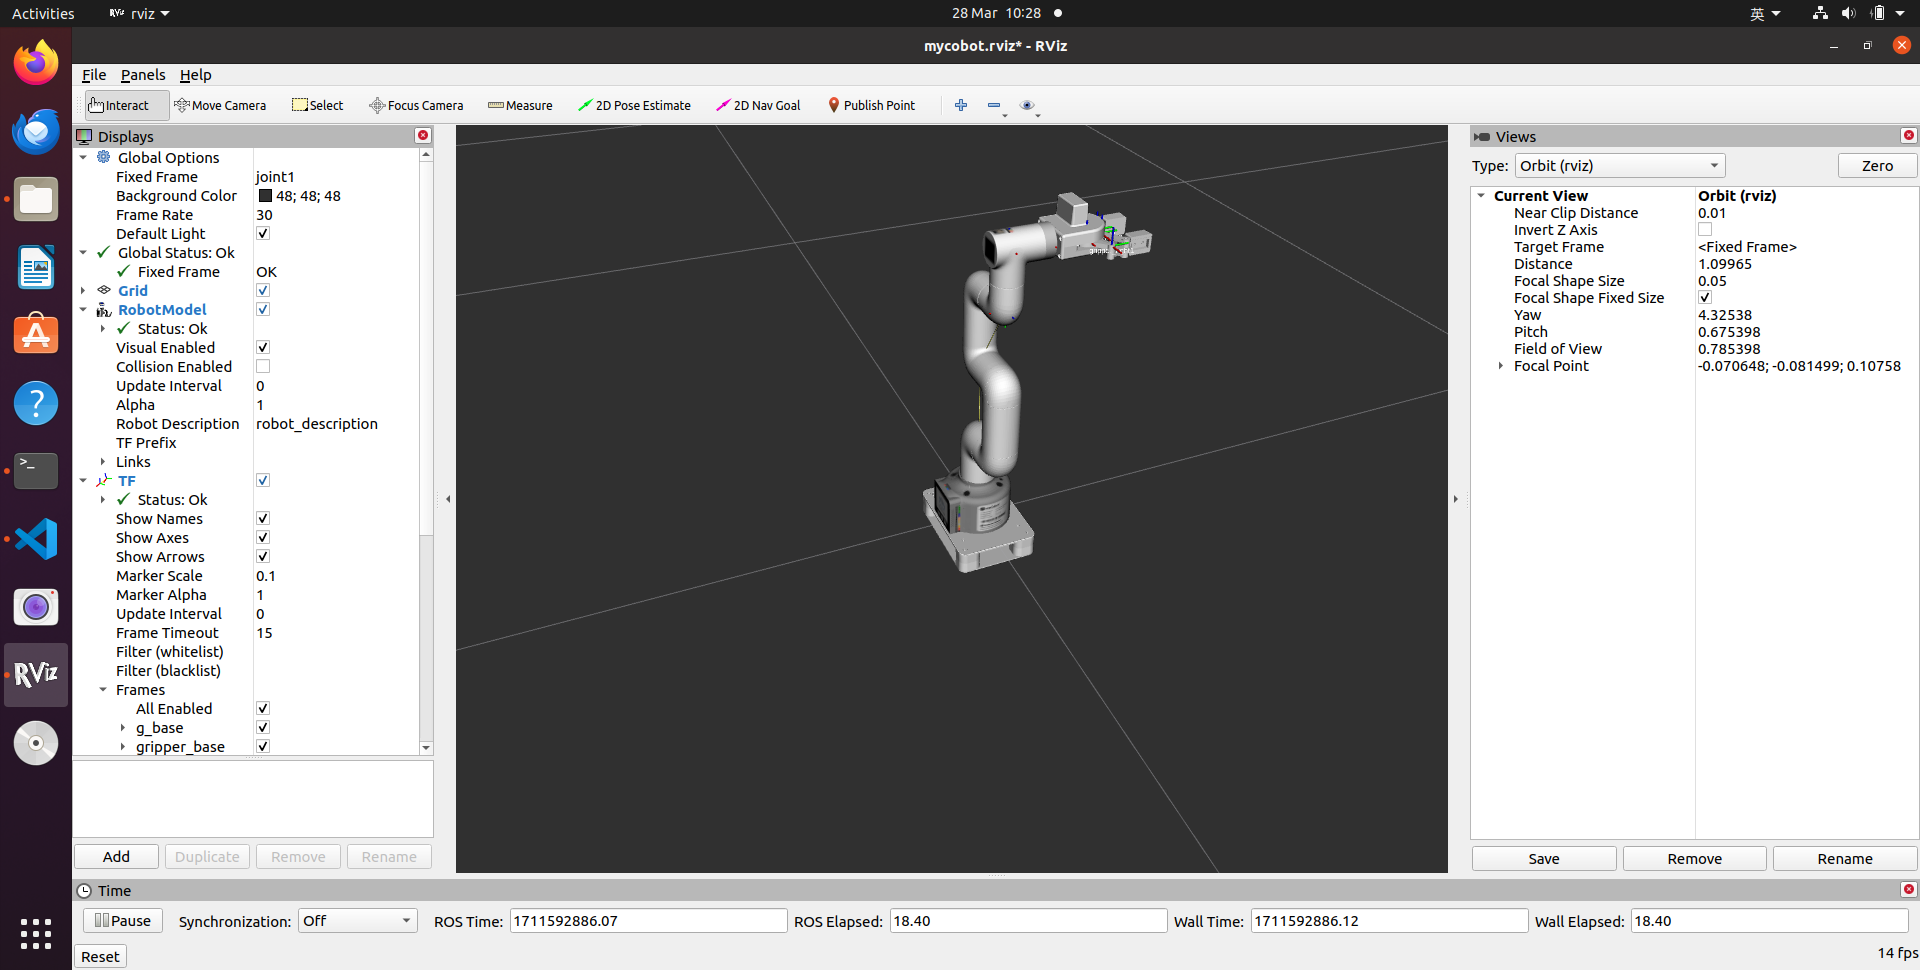 Activities rviz 28 Mar 10:28 英
mycobot.rviz* - RViz
File Panels Help
Interact Move Camera Select Focus Camera Measure 2D Pose Estimate 2D Nav Goal Publish Point
Displays
Global Options
Fixed Frame joint1
Background Color 48; 48; 48
Frame Rate 30
Default Light
Global Status: Ok
Fixed Frame OK
Grid
RobotModel
Status: Ok
Visual Enabled
Collision Enabled
Update Interval 0
Alpha 1
Robot Description robot_description
TF Prefix
Links
TF
Status: Ok
Show Names
Show Axes
Show Arrows
Marker Scale 0.1
Marker Alpha 1
Update Interval 0
Frame Timeout 15
Filter (whitelist)
Filter (blacklist)
Frames
All Enabled
g_base
gripper_base
Add Duplicate Remove Rename
Views
Type: Orbit (rviz) Zero
Current View Orbit (rviz)
Near Clip Distance 0.01
Invert Z Axis
Target Frame <Fixed Frame>
Distance 1.09965
Focal Shape Size 0.05
Focal Shape Fixed Size
Yaw 4.32538
Pitch 0.675398
Field of View 0.785398
Focal Point -0.070648; -0.081499; 0.10758
Save Remove Rename
Time
Pause Synchronization: Off ROS Time: 1711592886.07 ROS Elapsed: 18.40 Wall Time: 1711592886.12 Wall Elapsed: 18.40
Reset 14 fps
RViz